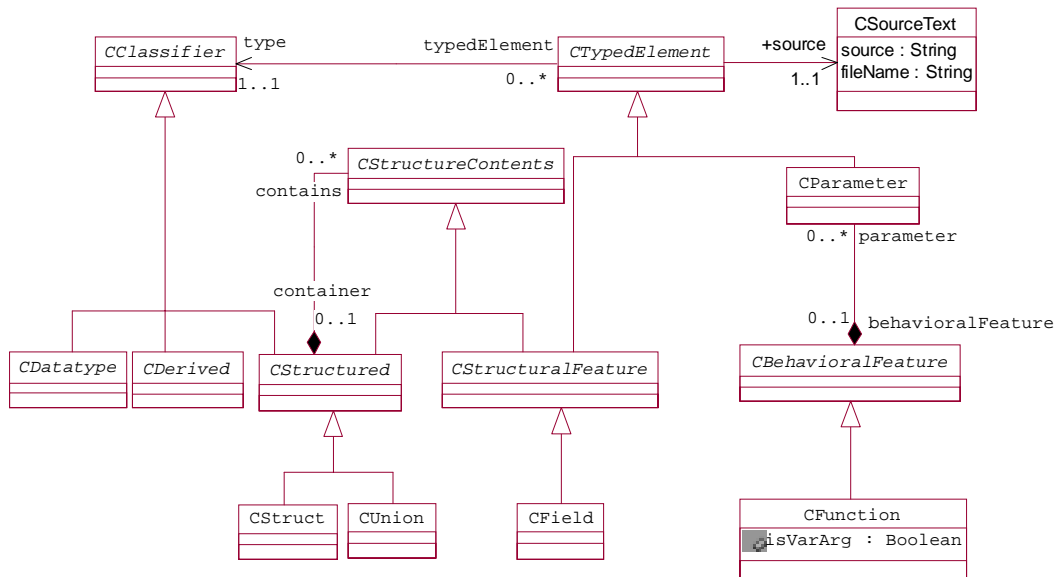 CClassifier
type
1..1
typedElement
0..*
CTypedElement
+source
1..1
CSourceText
source : String
fileName : String
0..*
contains
CStructureContents
CParameter
0..* parameter
container
0..1
0..1 behavioralFeature
CDatatype
CDerived
CStructured
CStructuralFeature
CBehavioralFeature
CStruct
CUnion
CField
CFunction
isVarArg : Boolean